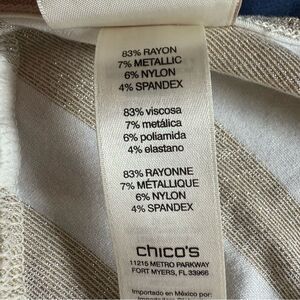 83% RAYON
7% METALLIC
6% NYLON
4% SPANDEX
83% viscosa
7% metálica
6% poliamida
4% elastano
83% RAYONNE
7% MÉTALLIQUE
6% NYLON
4% SPANDEX
chico's
11215 METRO PARKWAY
FORT MYERS, FL 33966
Importado en México por: